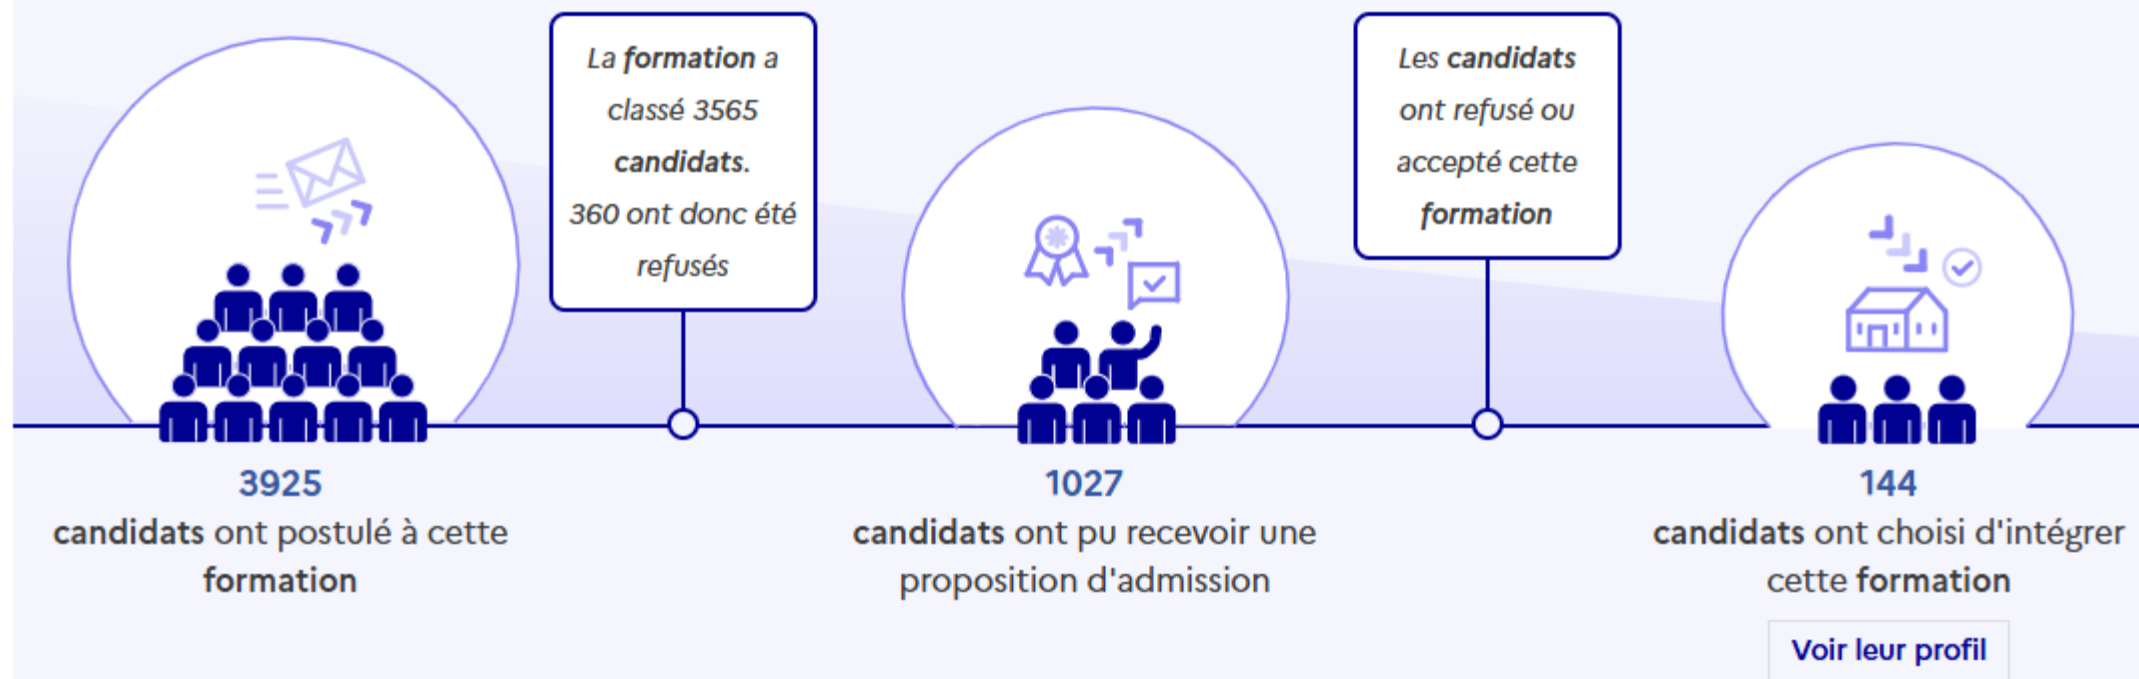 La formation a
classé 3565
candidats.
360 ont donc été
refusés
Les candidats
ont refusé ou
accepté cette
formation
3925
candidats ont postulé à cette
formation
1027
candidats ont pu recevoir une
proposition d'admission
144
candidats ont choisi d'intégrer
cette formation
Voir leur profil